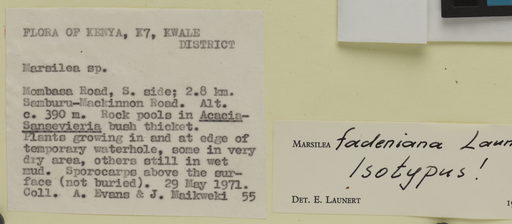 FLORA OF KENYA, K7, KWALE
DISTRICT
Marsilea sp.
Mombasa Road, S. side; 2.8 km.
Samburu-Mackinnon Road. Alt.
c. 390 m. Rock pools in Acacia-
Sansevieria bush thicket.
Plants growing in and at edge of
temporary waterhole, some in very
dry area, others still in wet
mud. Sporocarps above the sur-
face (not buried). 29 May 1971.
Coll. A. Evans & J. Maikweki 55
MARSILEA fadeniana Laun
Isotypus!
DET. E. LAUNERT